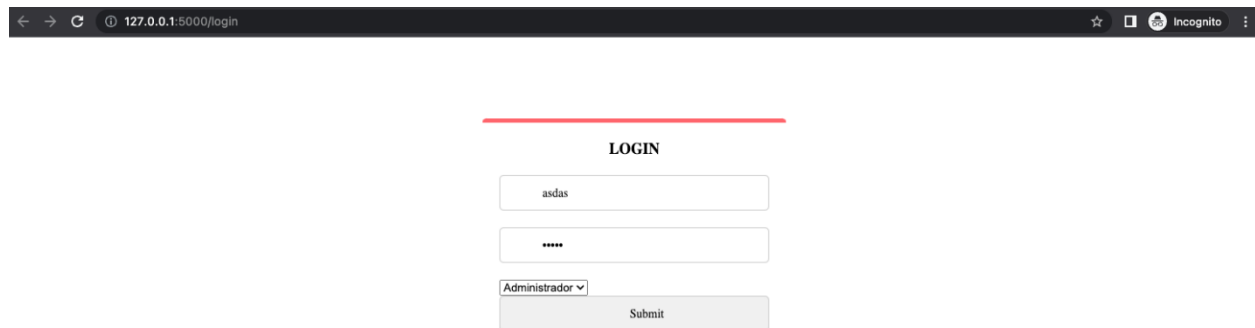 127.0.0.1:5000/login
Incognito
LOGIN
asdas
•••••
Administrador
Submit